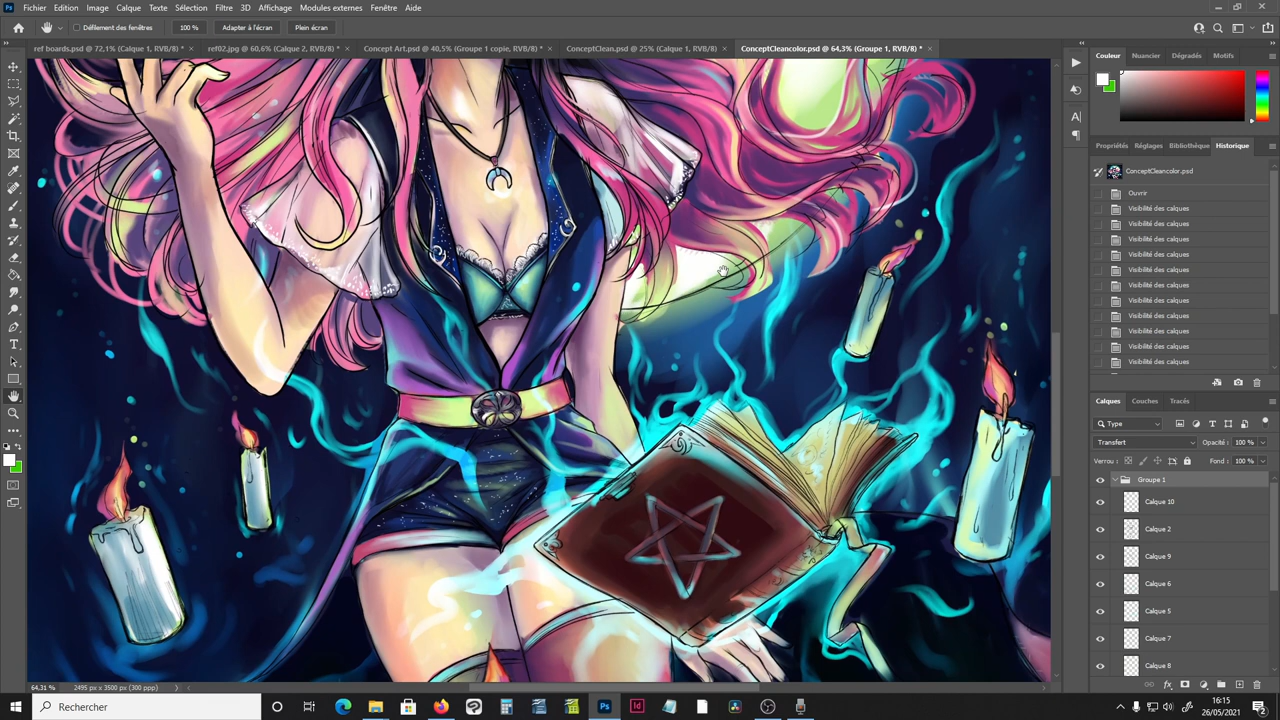 Fichier Edition Image Calque Texte Sélection Filtre 3D Affichage Modules externes Fenêtre Aide
Défilement des fenêtres 100 % Adapter à l'écran Plein écran
ref boards.psd @ 72,1% (Calque 1, RVB/8) * × ref02.jpg @ 60,6% (Calque 2, RVB/8) * × Concept Art.psd @ 40,5% (Groupe 1 copie, RVB/8) * × ConceptClean.psd @ 25% (Calque 1, RVB/8) × ConceptCleancolor.psd @ 64,3% (Groupe 1, RVB/8) * ×
Couleur Nuancier Dégradés Motifs
Propriétés Réglages Bibliothèque Historique
ConceptCleancolor.psd
Ouvrir
Visibilité des calques
Visibilité des calques
Visibilité des calques
Visibilité des calques
Visibilité des calques
Visibilité des calques
Visibilité des calques
Visibilité des calques
Visibilité des calques
Visibilité des calques
Visibilité des calques
Calques Couches Tracés
Type
Transfert Opacité : 100 %
Verrou : Fond : 100 %
Groupe 1
Calque 10
Calque 2
Calque 9
Calque 6
Calque 5
Calque 7
Calque 8
64,31 % 2495 px x 3500 px (300 ppp)
Rechercher
16:15
26/05/2021